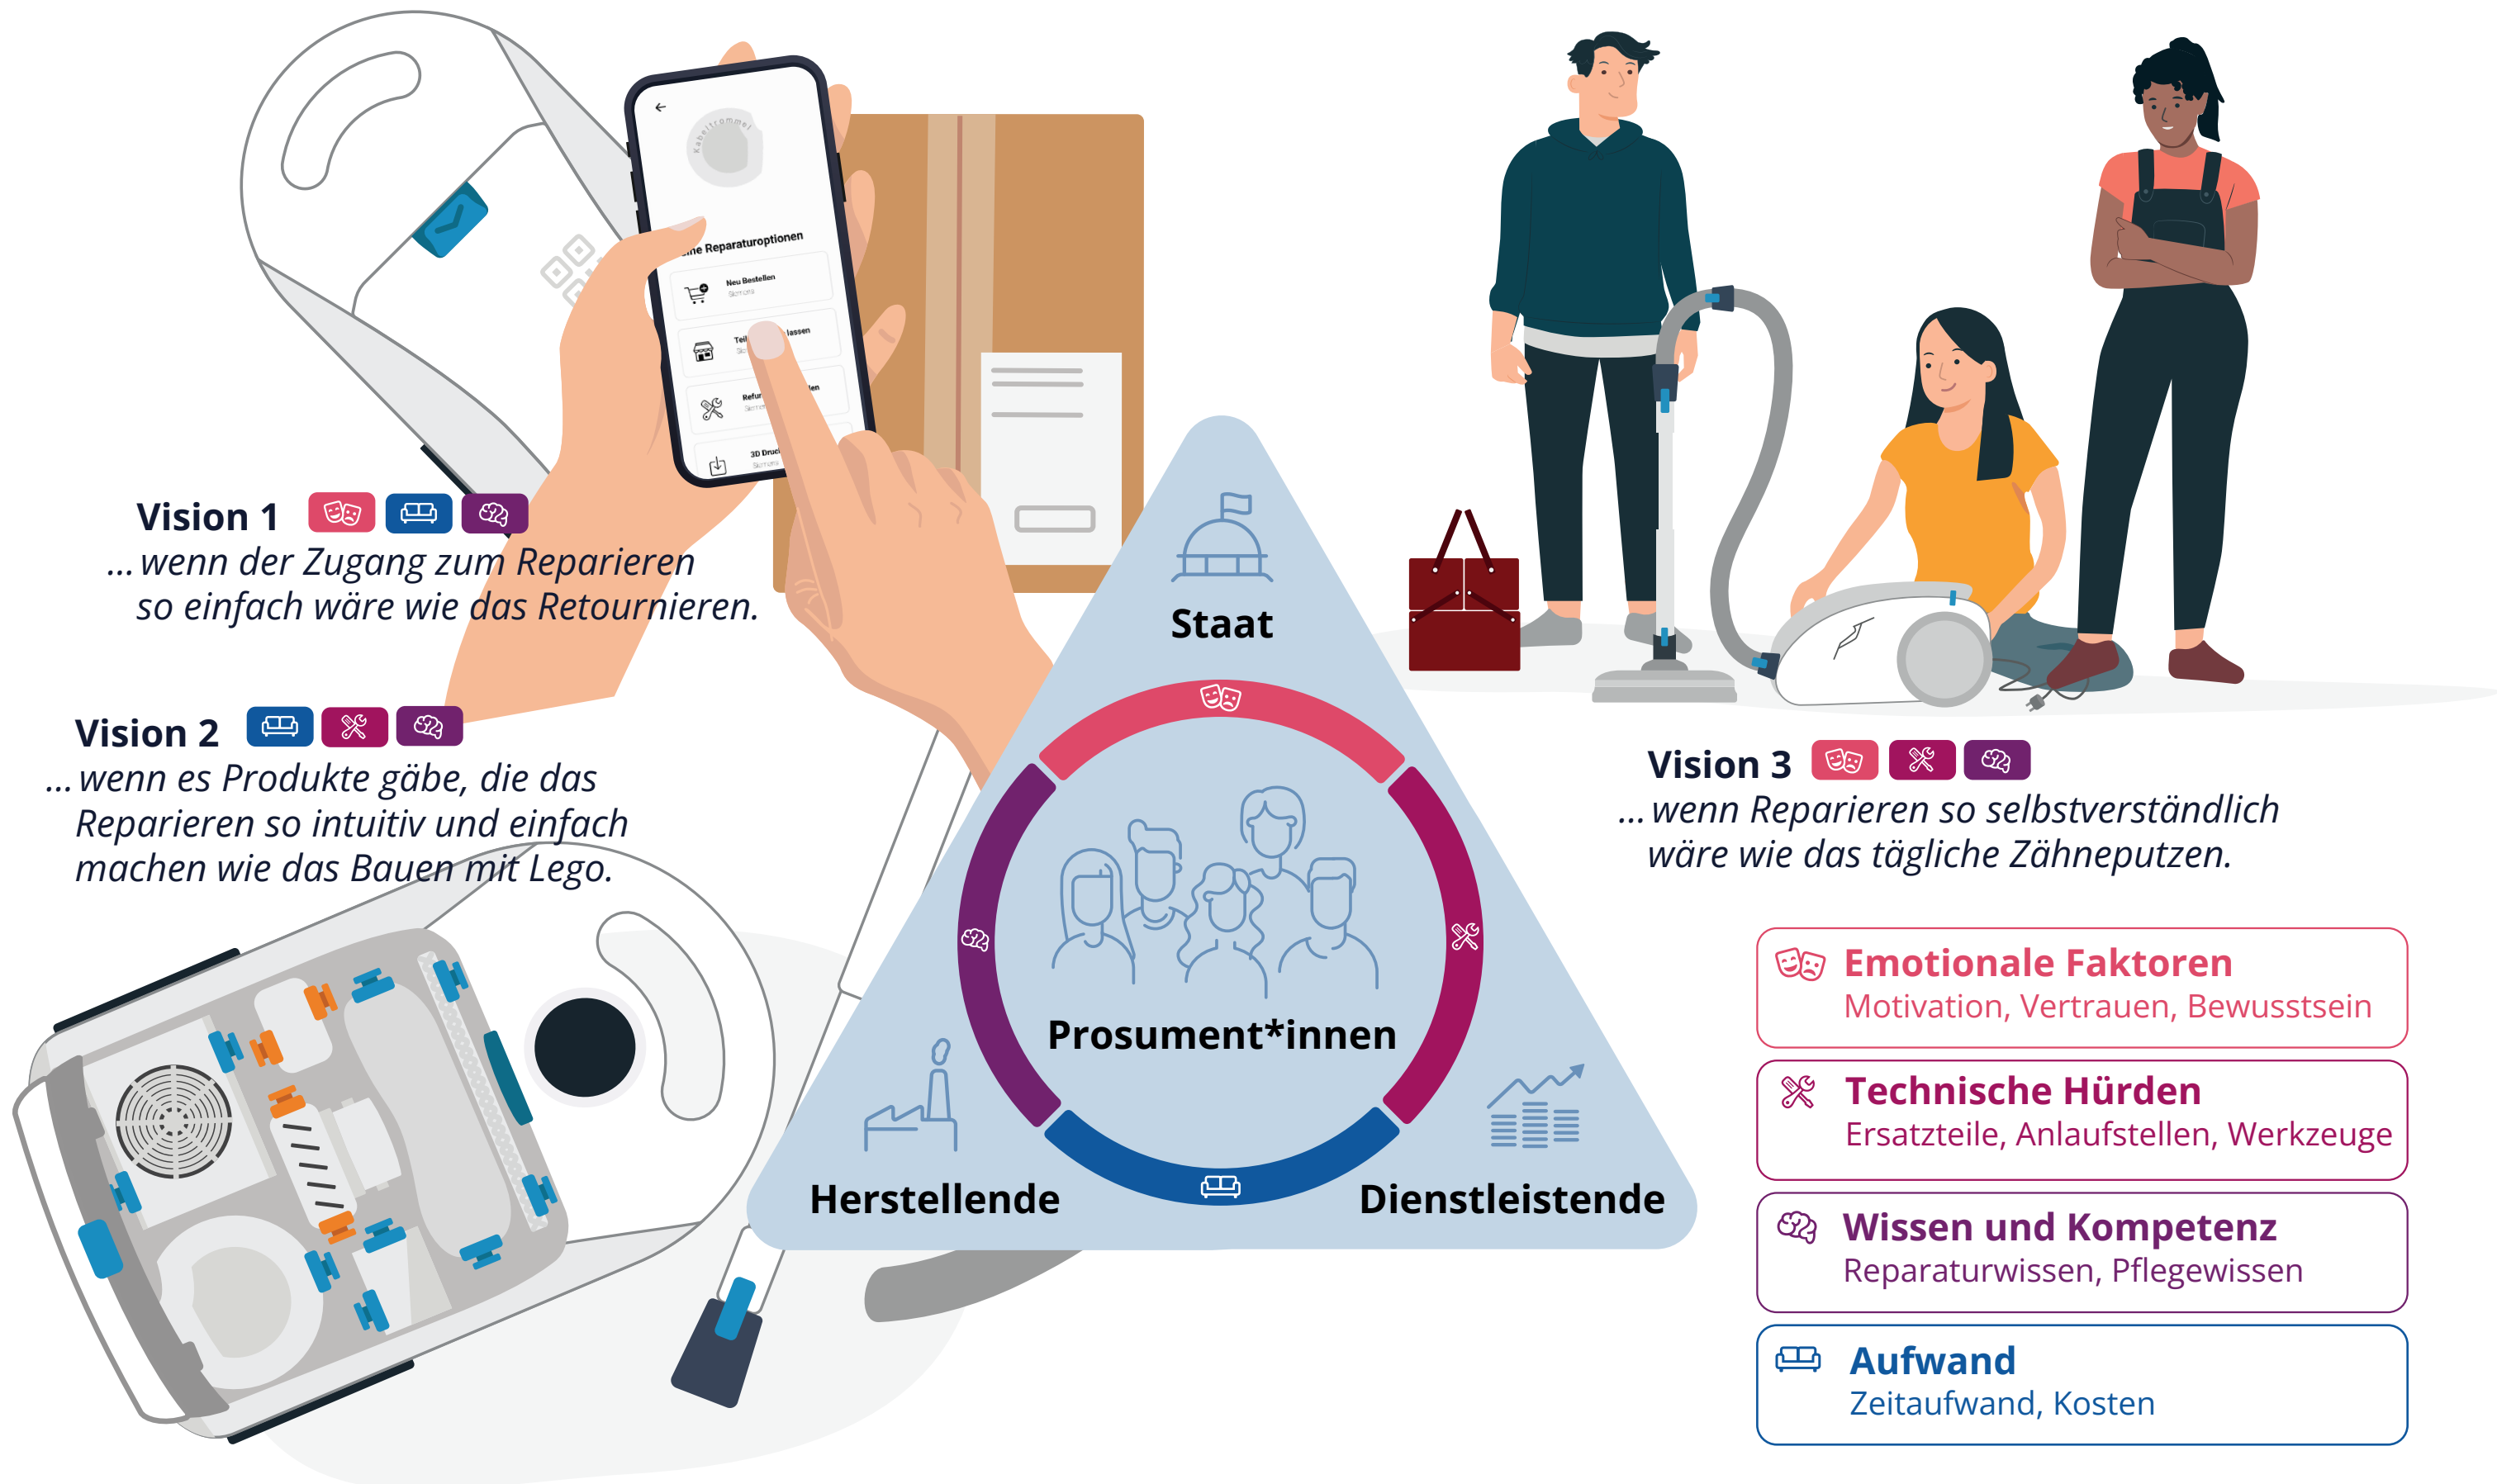 Kabeltrommel
Reparaturoptionen
Neu Bestellen
lassen
3D
Vision 1
... wenn der Zugang zum Reparieren
so einfach wäre wie das Retournieren.
Vision 2
... wenn es Produkte gäbe, die das
Reparieren so intuitiv und einfach
machen wie das Bauen mit Lego.
Staat
Prosument*innen
Herstellende
Dienstleistende
Vision 3
... wenn Reparieren so selbstverständlich
wäre wie das tägliche Zähneputzen.
Emotionale Faktoren
Motivation, Vertrauen, Bewusstsein
Technische Hürden
Ersatzteile, Anlaufstellen, Werkzeuge
Wissen und Kompetenz
Reparaturwissen, Pflegewissen
Aufwand
Zeitaufwand, Kosten